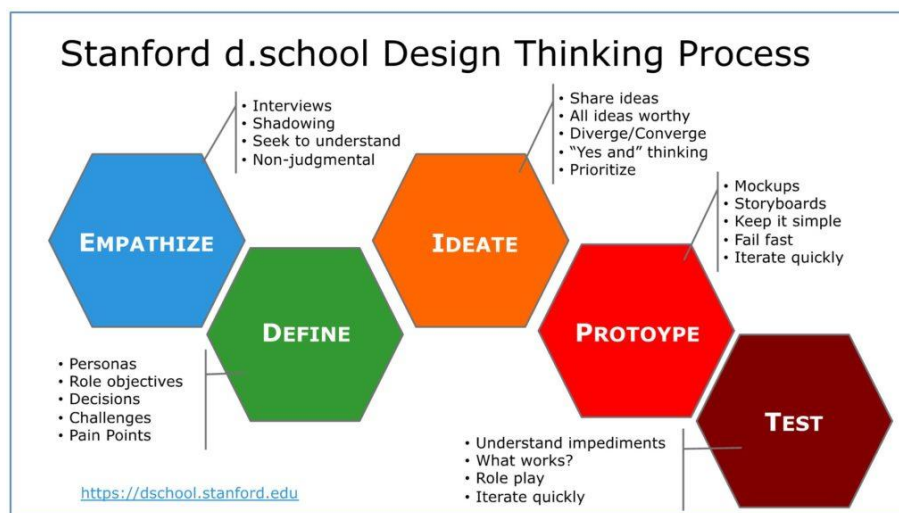 Stanford d.school Design Thinking Process
• Interviews
• Shadowing
• Seek to understand
• Non-judgmental
EMPATHIZE
• Personas
• Role objectives
• Decisions
• Challenges
• Pain Points
DEFINE
• Share ideas
• All ideas worthy
• Diverge/Converge
• “Yes and” thinking
• Prioritize
IDEATE
• Mockups
• Storyboards
• Keep it simple
• Fail fast
• Iterate quickly
PROTOYPE
• Understand impediments
• What works?
• Role play
• Iterate quickly
TEST
https://dschool.stanford.edu